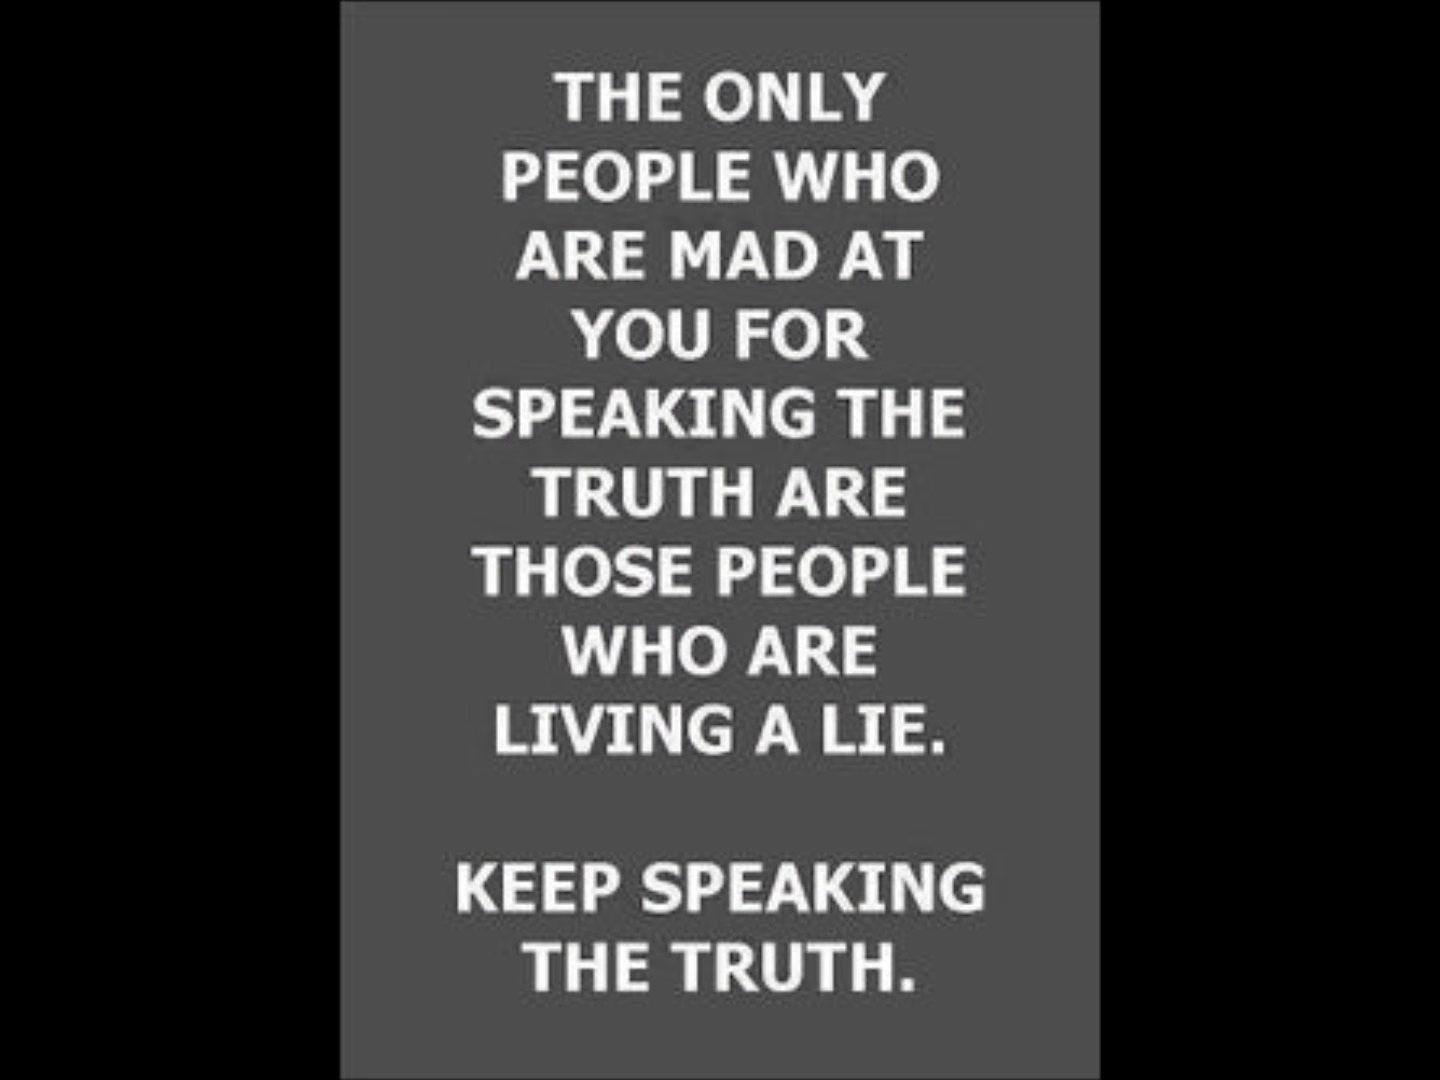 THE ONLY
PEOPLE WHO
ARE MAD AT
YOU FOR
SPEAKING THE
TRUTH ARE
THOSE PEOPLE
WHO ARE
LIVING A LIE.
KEEP SPEAKING
THE TRUTH.